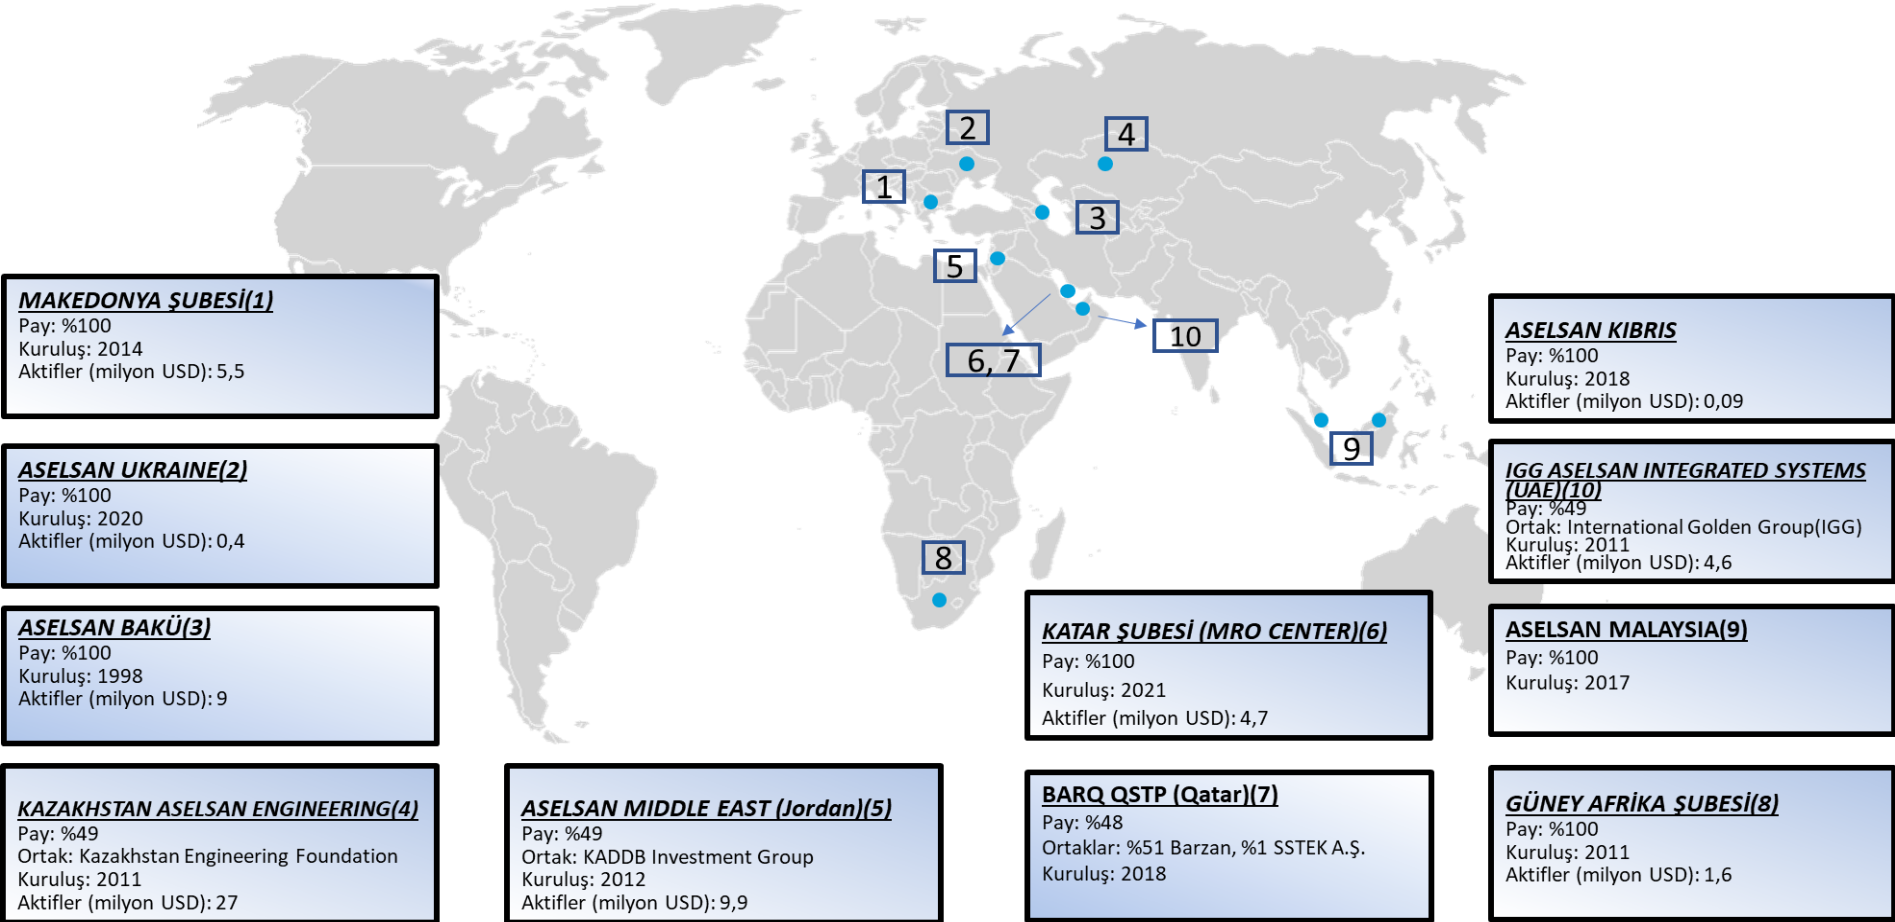 2
4
1
3
5
10
6, 7
9
8
MAKEDONYA ŞUBESİ(1)
Pay: %100
Kuruluş: 2014
Aktifler (milyon USD): 5,5
ASELSAN UKRAINE(2)
Pay: %100
Kuruluş: 2020
Aktifler (milyon USD): 0,4
ASELSAN BAKÜ(3)
Pay: %100
Kuruluş: 1998
Aktifler (milyon USD): 9
KAZAKHSTAN ASELSAN ENGINEERING(4)
Pay: %49
Ortak: Kazakhstan Engineering Foundation
Kuruluş: 2011
Aktifler (milyon USD): 27
ASELSAN MIDDLE EAST (Jordan)(5)
Pay: %49
Ortak: KADDB Investment Group
Kuruluş: 2012
Aktifler (milyon USD): 9,9
KATAR ŞUBESİ (MRO CENTER)(6)
Pay: %100
Kuruluş: 2021
Aktifler (milyon USD): 4,7
BARQ QSTP (Qatar)(7)
Pay: %48
Ortaklar: %51 Barzan, %1 SSTEK A.Ş.
Kuruluş: 2018
ASELSAN KIBRIS
Pay: %100
Kuruluş: 2018
Aktifler (milyon USD): 0,09
IGG ASELSAN INTEGRATED SYSTEMS
(UAE)(10)
Pay: %49
Ortak: International Golden Group(IGG)
Kuruluş: 2011
Aktifler (milyon USD): 4,6
ASELSAN MALAYSIA(9)
Pay: %100
Kuruluş: 2017
GÜNEY AFRİKA ŞUBESİ(8)
Pay: %100
Kuruluş: 2011
Aktifler (milyon USD): 1,6